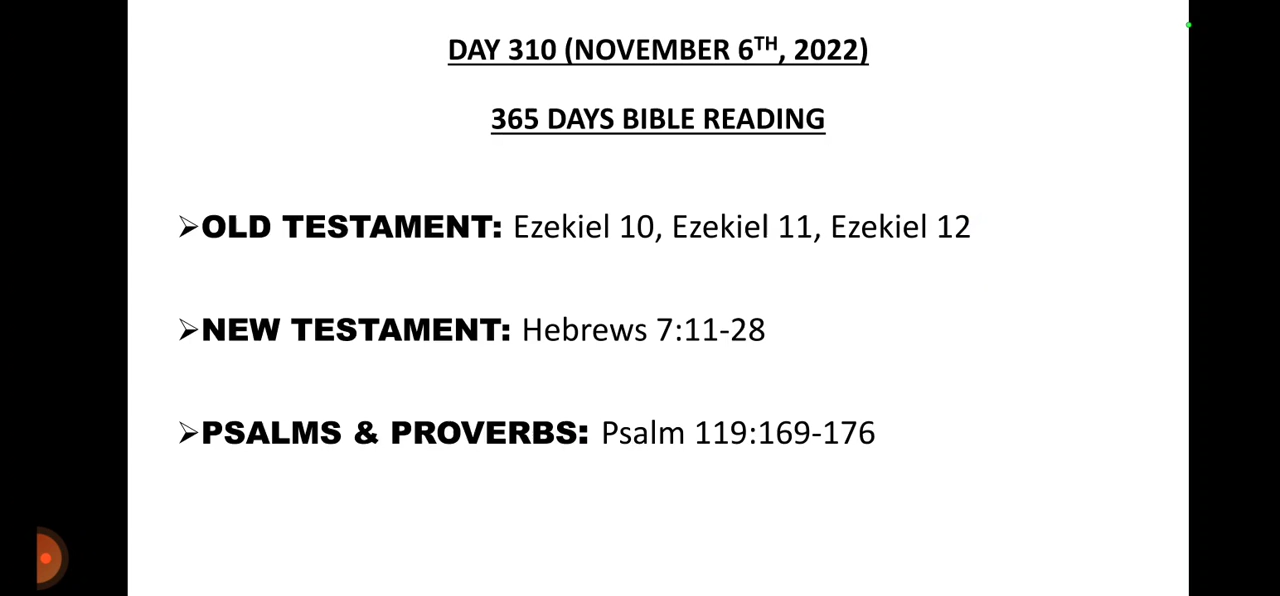 DAY 310 (NOVEMBER 6TH, 2022)
365 DAYS BIBLE READING
➢OLD TESTAMENT: Ezekiel 10, Ezekiel 11, Ezekiel 12
➢NEW TESTAMENT: Hebrews 7:11-28
➢PSALMS & PROVERBS: Psalm 119:169-176